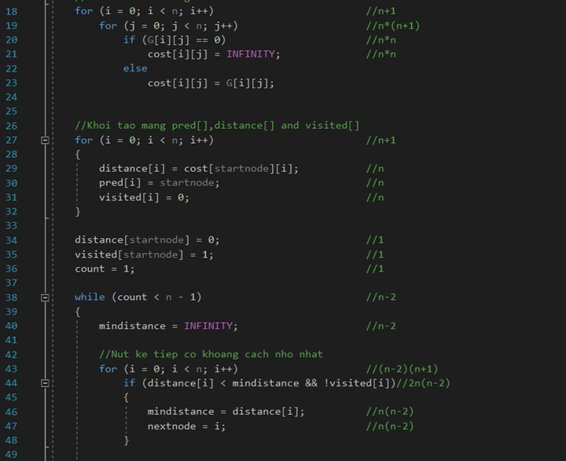 18 for (i = 0; i < n; i++) //n+1
19 for (j = 0; j < n; j++) //n*(n+1)
20 if (G[i][j] == 0) //n*n
21 cost[i][j] = INFINITY; //n*n
22 else
23 cost[i][j] = G[i][j];
24
25
26 //Khoi tao mang pred[],distance[] and visited[]
27 for (i = 0; i < n; i++) //n+1
28 {
29 distance[i] = cost[startnode][i]; //n
30 pred[i] = startnode; //n
31 visited[i] = 0; //n
32 }
33
34 distance[startnode] = 0; //1
35 visited[startnode] = 1; //1
36 count = 1; //1
37
38 while (count < n - 1) //n-2
39 {
40 mindistance = INFINITY; //n-2
41
42 //Nut ke tiep co khoang cach nho nhat
43 for (i = 0; i < n; i++) //(n-2)(n+1)
44 if (distance[i] < mindistance && !visited[i])//2n(n-2)
45 {
46 mindistance = distance[i]; //n(n-2)
47 nextnode = i; //n(n-2)
48 }
49